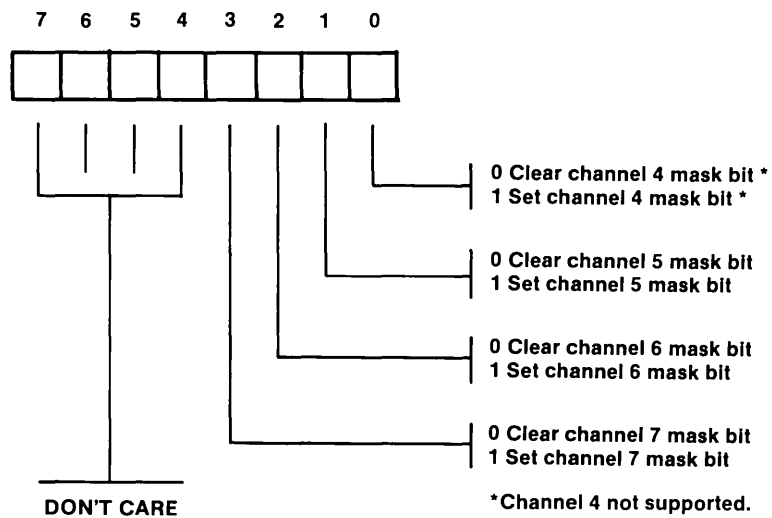 7 6 5 4 3 2 1 0
0 Clear channel 4 mask bit *
1 Set channel 4 mask bit *
0 Clear channel 5 mask bit
1 Set channel 5 mask bit
0 Clear channel 6 mask bit
1 Set channel 6 mask bit
0 Clear channel 7 mask bit
1 Set channel 7 mask bit
DON'T CARE
*Channel 4 not supported.